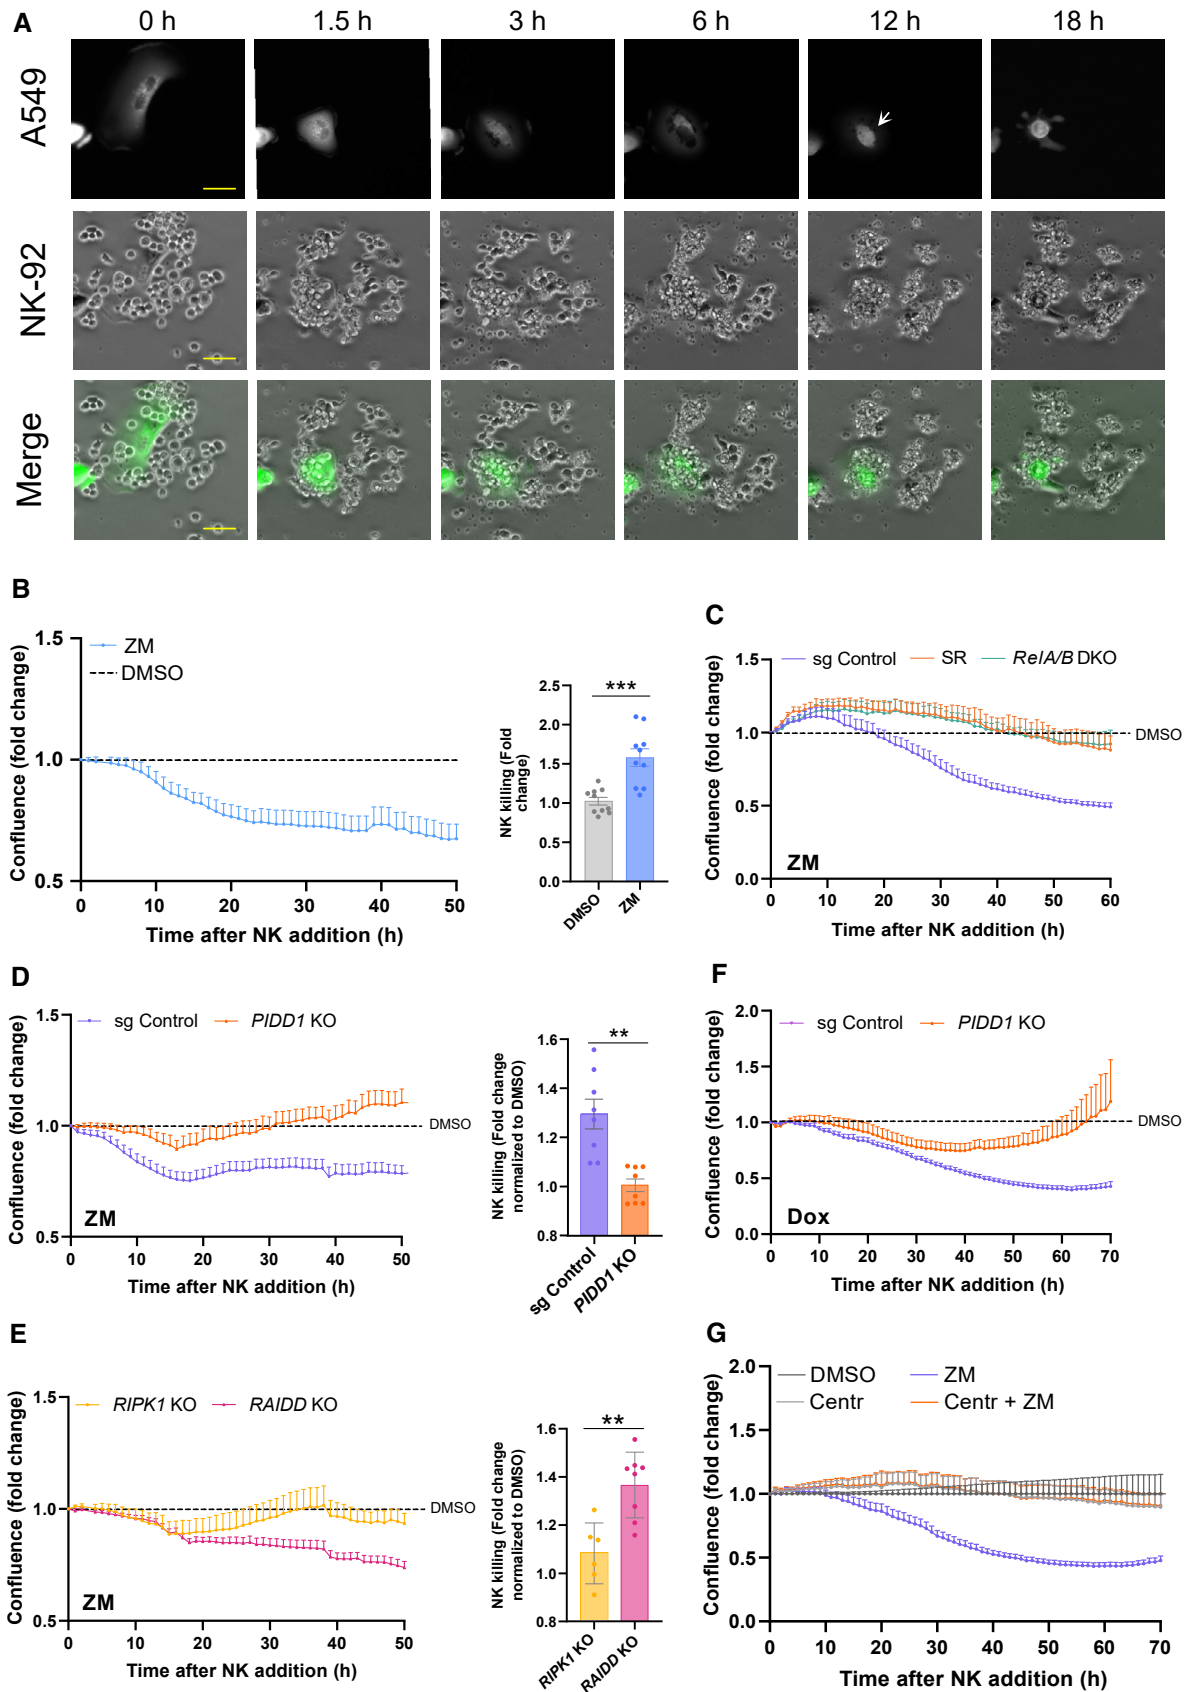 A
0 h 1.5 h 3 h 6 h 12 h 18 h
A549
NK-92
Merge
B
Confluence (fold change)
1.5
1.0
0.5
ZM
DMSO
0 10 20 30 40 50
Time after NK addition (h)
NK killing (Fold
change)
2.5
2.0
1.5
1.0
0.5
0.0
***
DMSO ZM
C
sg Control SR RelA/B DKO
Confluence (fold change)
1.5
1.0
0.5
0.0
DMSO
ZM
0 10 20 30 40 50 60
Time after NK addition (h)
D
sg Control PIDD1 KO
Confluence (fold change)
1.5
1.0
0.5
DMSO
ZM
0 10 20 30 40 50
Time after NK addition (h)
NK killing (Fold change
normalized to DMSO)
1.6
1.4
1.2
1.0
0.8
**
sg Control PIDD1 KO
F
sg Control PIDD1 KO
Confluence (fold change)
2.0
1.5
1.0
0.5
0.0
DMSO
Dox
0 10 20 30 40 50 60 70
Time after NK addition (h)
E
RIPK1 KO RAIDD KO
Confluence (fold change)
1.5
1.0
0.5
DMSO
ZM
0 10 20 30 40 50
Time after NK addition (h)
NK killing (Fold change
normalized to DMSO)
1.6
1.4
1.2
1.0
0.8
**
RIPK1 KO RAIDD KO
G
DMSO ZM
Centr Centr + ZM
Confluence (fold change)
2.0
1.5
1.0
0.5
0.0
0 10 20 30 40 50 60 70
Time after NK addition (h)